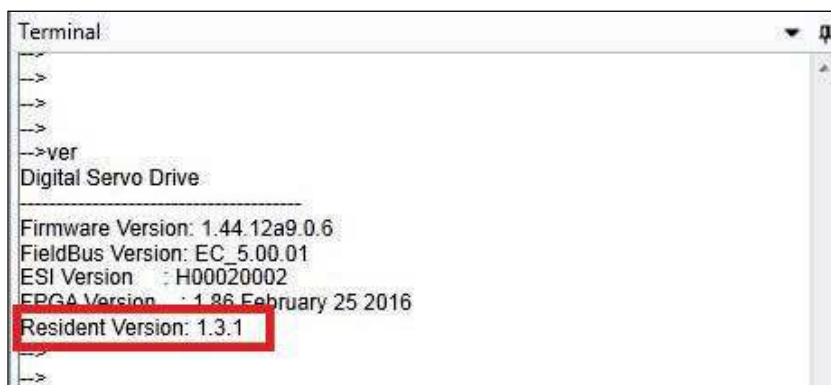 Terminal
-->
-->
-->
-->
-->ver
Digital Servo Drive
------------------------------------
Firmware Version: 1.44.12a9.0.6
FieldBus Version: EC_5.00.01
ESI Version : H00020002
FPGA Version : 1.86 February 25 2016
Resident Version: 1.3.1
-->
-->